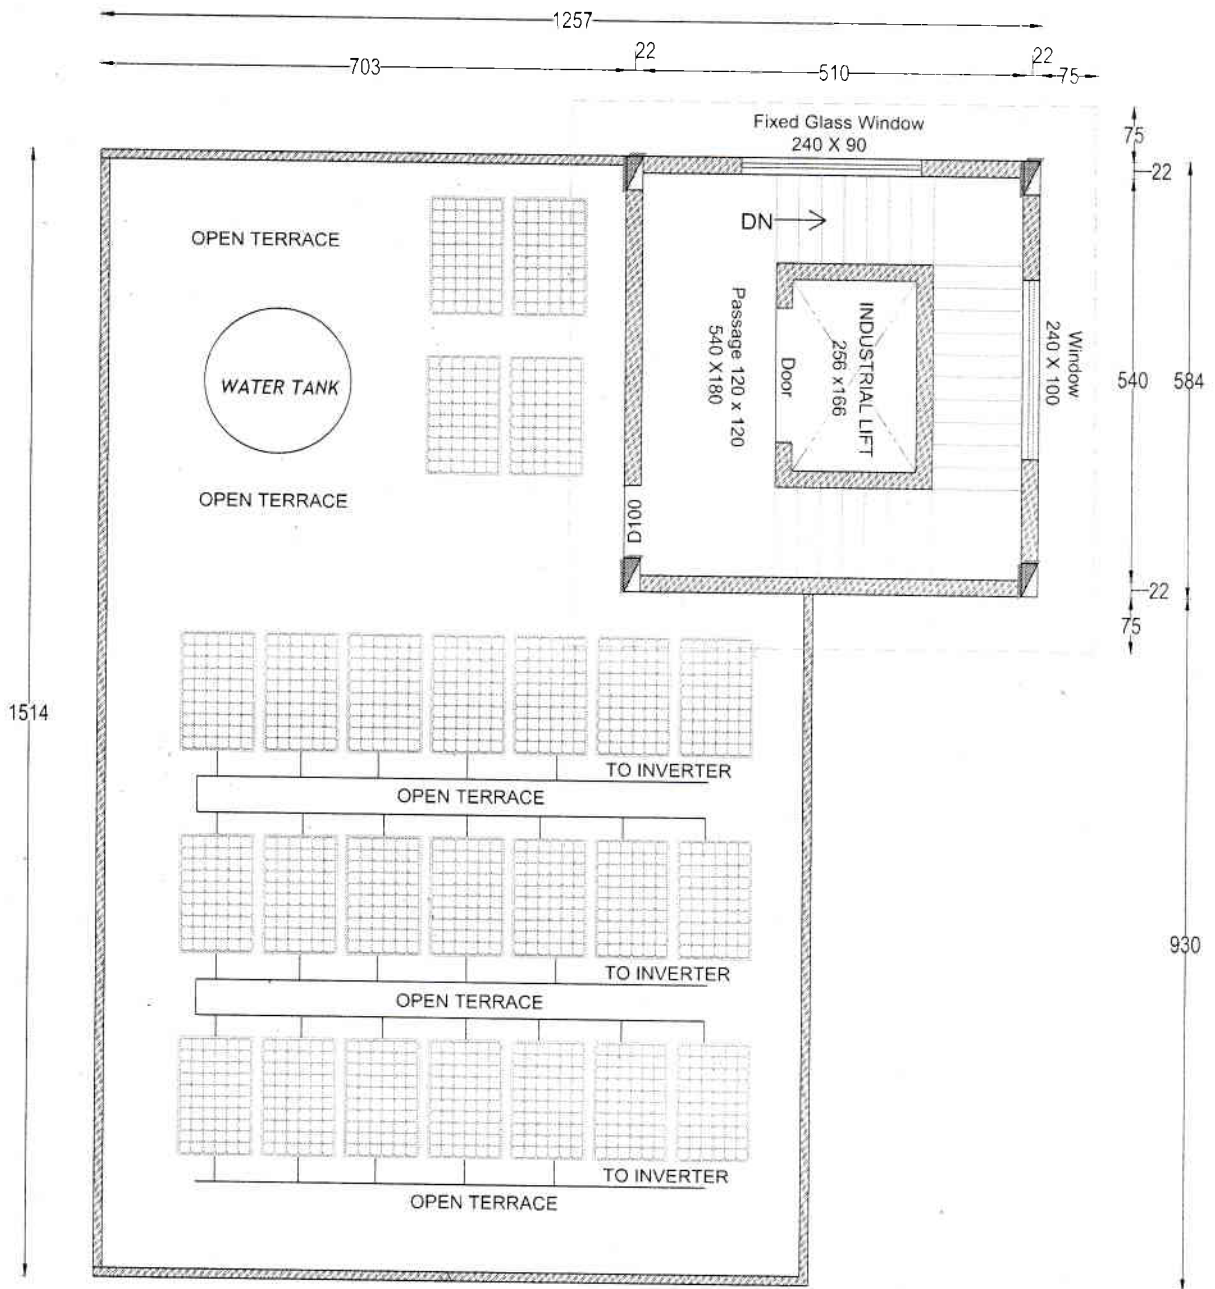 1257
703
22
510
22
75
Fixed Glass Window
240 X 90
75
22
OPEN TERRACE
DN
WATER TANK
Passage 120 x 120
540 X180
Door
INDUSTRIAL LIFT
256 x166
Window
240 X 100
540
584
OPEN TERRACE
D100
22
75
1514
TO INVERTER
OPEN TERRACE
930
TO INVERTER
OPEN TERRACE
TO INVERTER
OPEN TERRACE